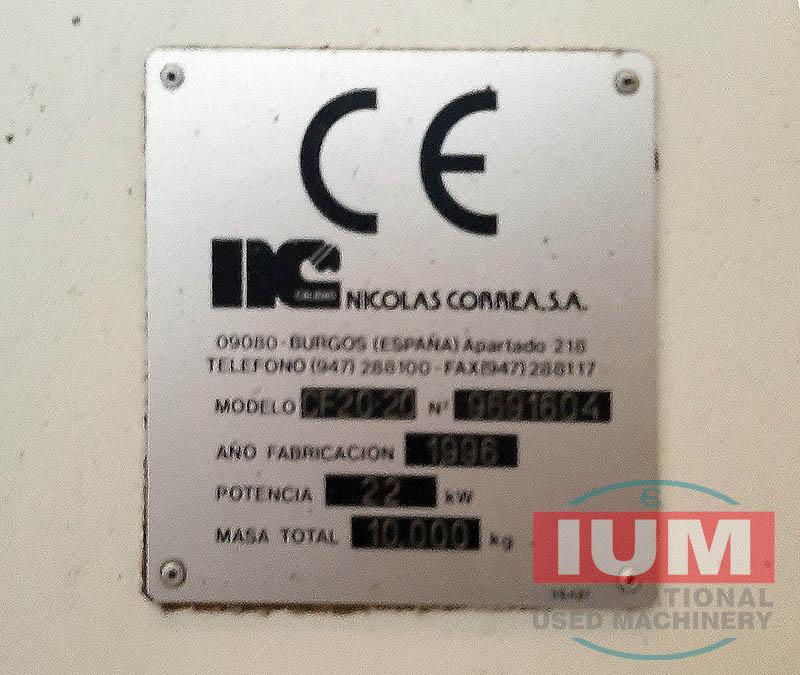 CE
CALIDAD
NICOLAS CORREA, S.A.
09080 - BURGOS (ESPAÑA) Apartado 218
TELEFONO (947) 288100 - FAX (947) 288117
MODELO CF20-20 Nº 9691604
AÑO FABRICACION 1996
POTENCIA 22 kW
MASA TOTAL 10.000 kg
IUM
USED MACHINERY